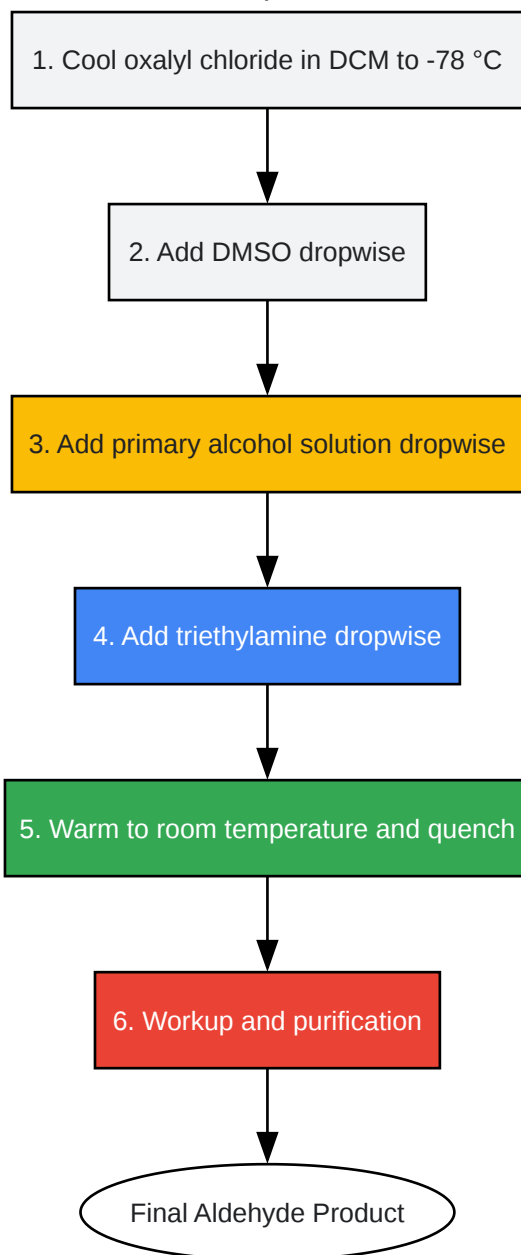 1. Cool oxalyl chloride in DCM to -78 °C
2. Add DMSO dropwise
3. Add primary alcohol solution dropwise
4. Add triethylamine dropwise
5. Warm to room temperature and quench
6. Workup and purification
Final Aldehyde Product